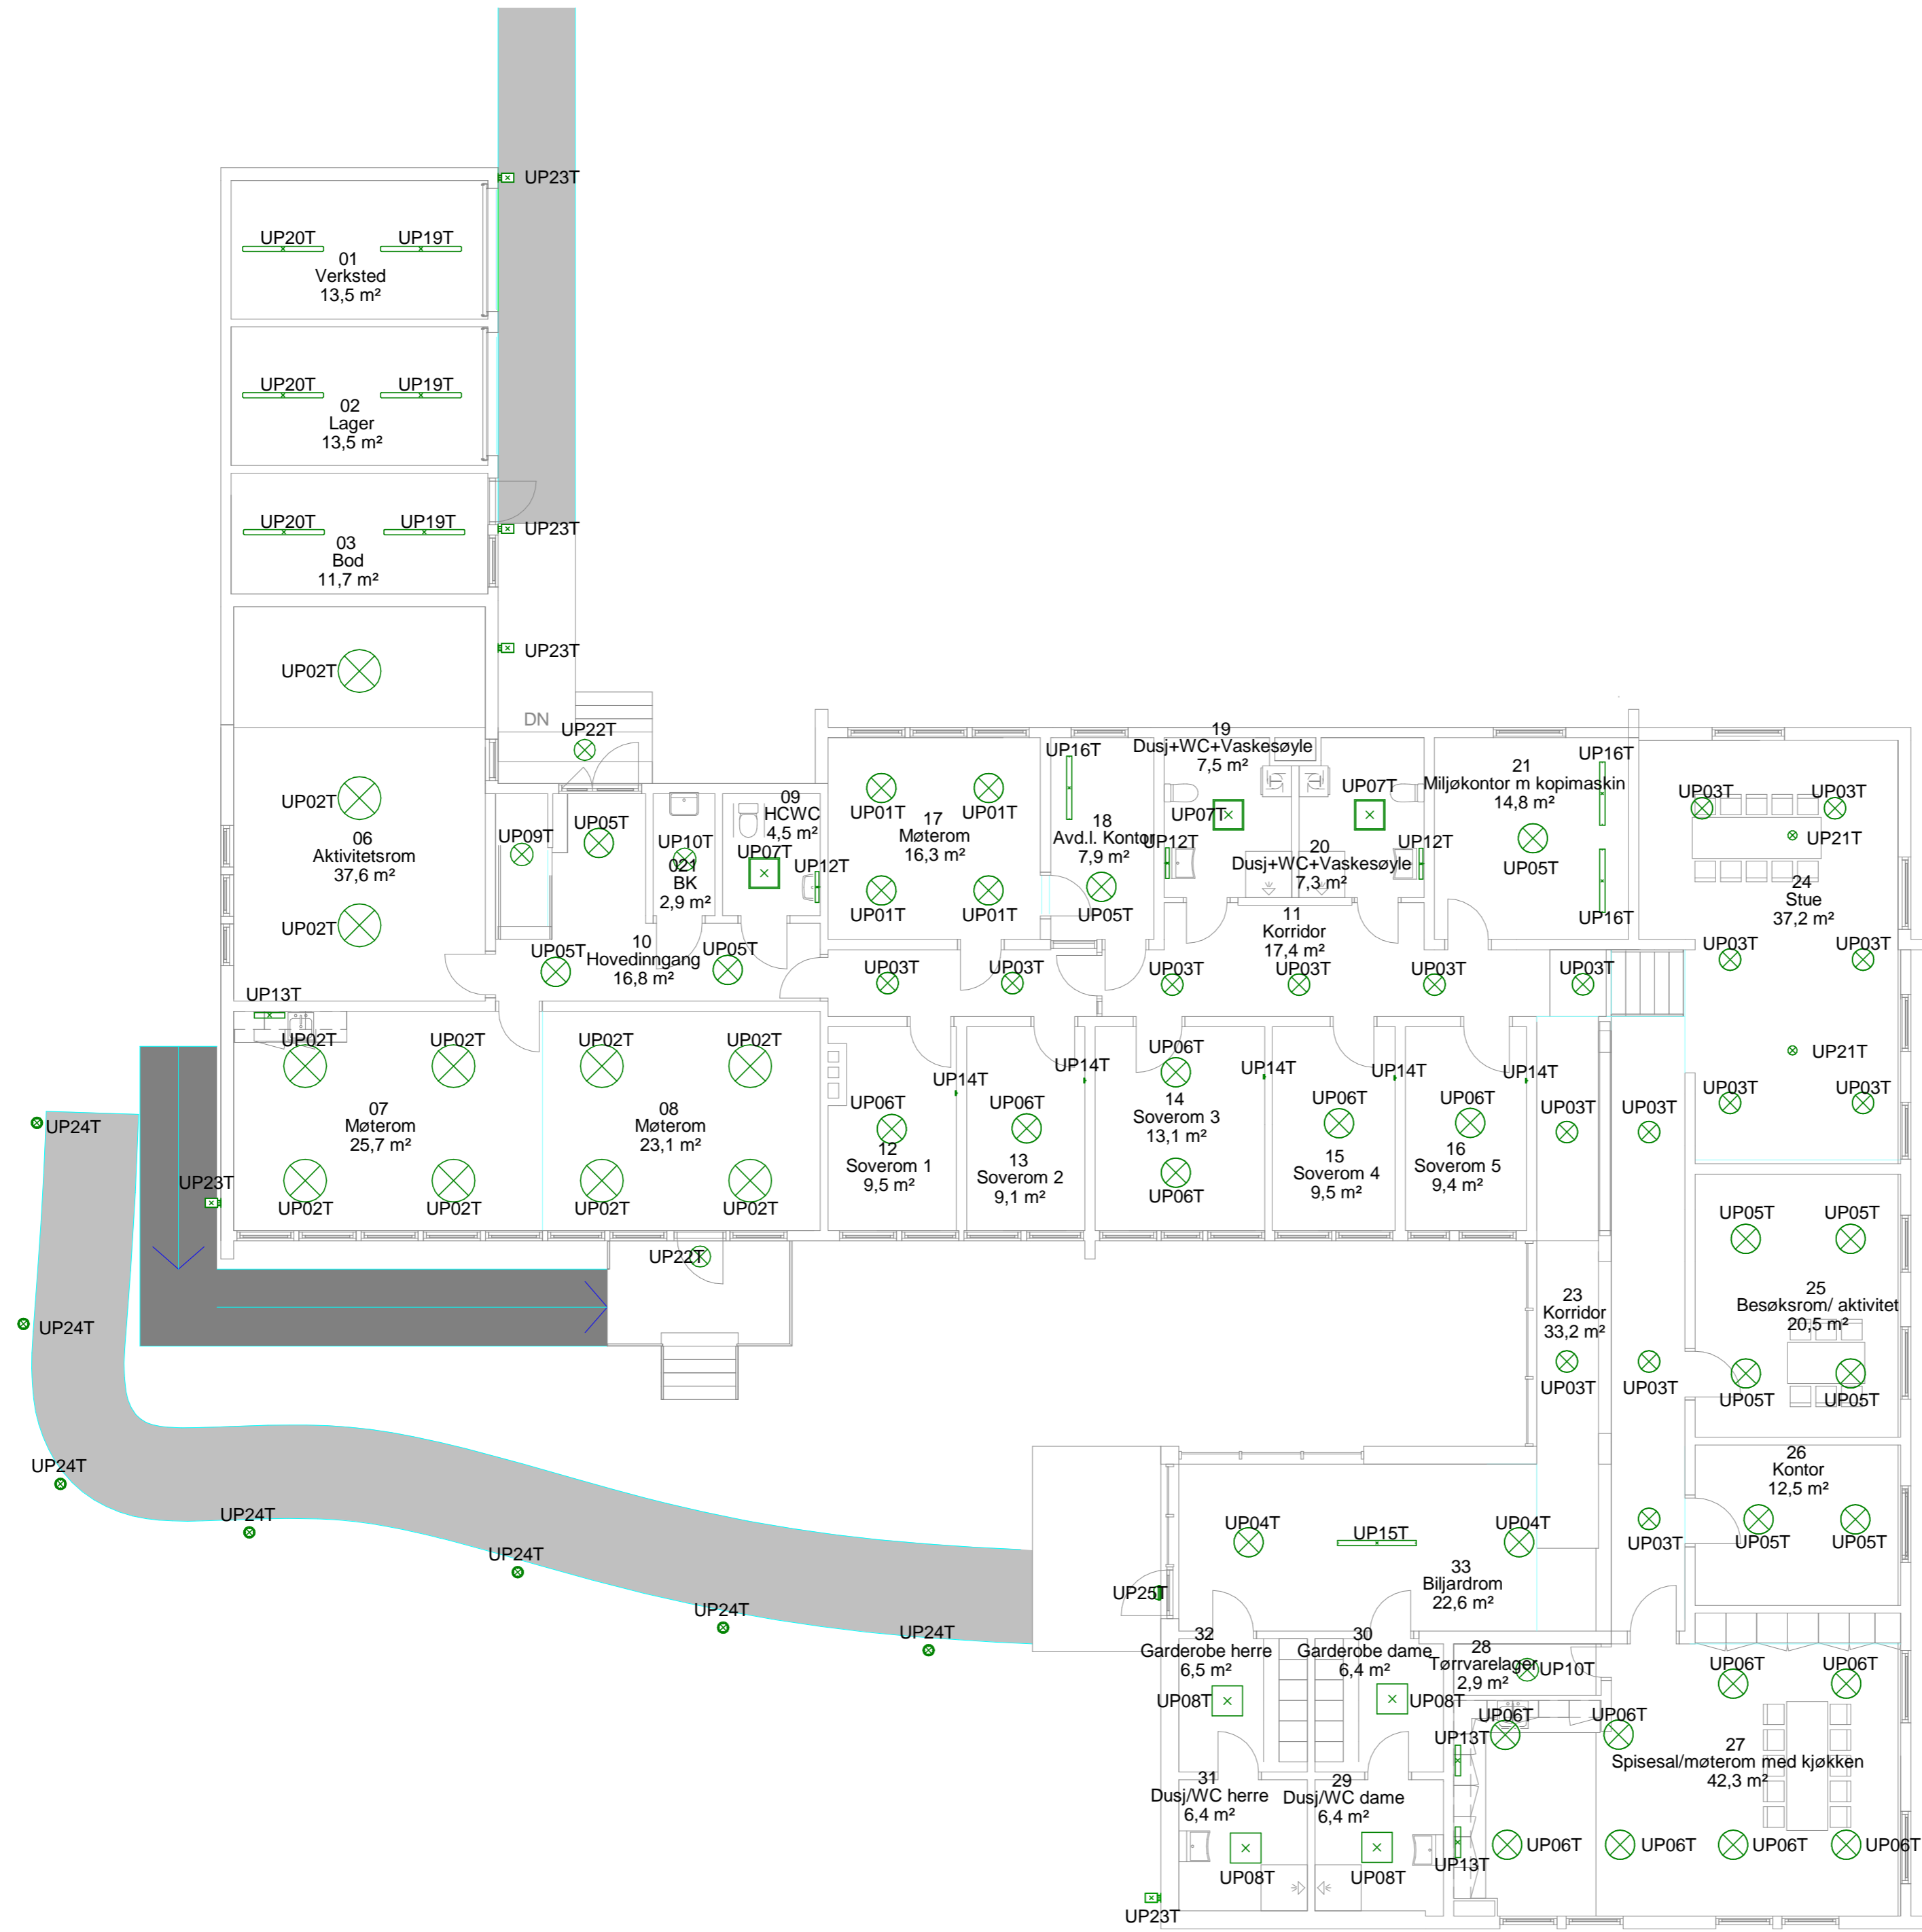 UP23T
UP20T
UP19T
01
Verksted
13,5 m²
UP20T
UP19T
02
Lager
13,5 m²
UP20T
UP19T
UP23T
03
Bod
11,7 m²
UP23T
UP02T
DN
UP22T
UP02T
06
Aktivitetsrom
37,6 m²
UP02T
UP09T
UP05T
UP10T
021
BK
2,9 m²
09
HCWC
4,5 m²
UP07T
UP12T
UP05T
10
Hovedinngang
16,8 m²
UP05T
UP01T
UP01T
17
Møterom
16,3 m²
UP01T
UP01T
UP16T
18
Avd.l. Kontor
7,9 m²
UP05T
19
Dusj+WC+Vaskesøyle
7,5 m²
UP07T
UP12T
UP07T
UP12T
20
Dusj+WC+Vaskesøyle
7,3 m²
UP16T
21
Miljøkontor m kopimaskin
14,8 m²
UP05T
UP16T
UP03T
UP03T
UP21T
24
Stue
37,2 m²
UP03T
UP03T
UP21T
UP03T
UP03T
11
Korridor
17,4 m²
UP03T
UP03T
UP03T
UP03T
UP03T
UP03T
UP13T
UP02T
UP02T
UP02T
UP02T
07
Møterom
25,7 m²
08
Møterom
23,1 m²
UP02T
UP02T
UP02T
UP02T
UP14T
UP06T
12
Soverom 1
9,5 m²
UP14T
UP06T
13
Soverom 2
9,1 m²
UP06T
14
Soverom 3
13,1 m²
UP06T
UP14T
UP06T
15
Soverom 4
9,5 m²
UP14T
UP06T
16
Soverom 5
9,4 m²
UP14T
UP03T
UP03T
UP24T
UP23T
UP22T
UP24T
UP05T
UP05T
25
Besøksrom/ aktivitet
20,5 m²
UP05T
UP05T
23
Korridor
33,2 m²
UP03T
UP03T
UP24T
UP24T
UP24T
UP24T
UP24T
26
Kontor
12,5 m²
UP05T
UP05T
UP03T
UP04T
UP15T
UP04T
33
Biljardrom
22,6 m²
UP25T
32
Garderobe herre
6,5 m²
UP08T
30
Garderobe dame
6,4 m²
UP08T
28
Tørrvarelager
2,9 m²
UP10T
UP06T
UP06T
UP06T
UP06T
UP13T
27
Spisesal/møterom med kjøkken
42,3 m²
31
Dusj/WC herre
6,4 m²
UP08T
29
Dusj/WC dame
6,4 m²
UP08T
UP13T
UP06T
UP06T
UP06T
UP06T
UP23T